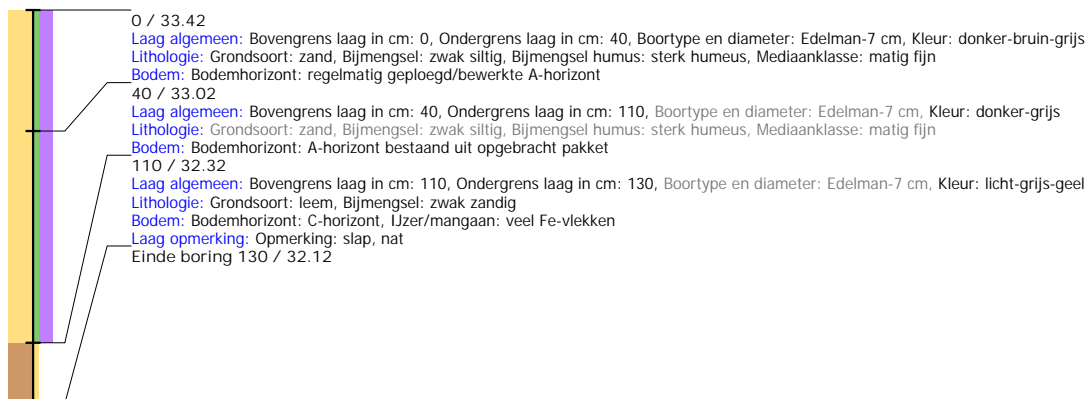 0 / 33.42
Laag algemeen: Bovengrens laag in cm: 0, Ondergrens laag in cm: 40, Boortype en diameter: Edelman-7 cm, Kleur: donker-bruin-grijs
Lithologie: Grondsoort: zand, Bijmengsel: zwak siltig, Bijmengsel humus: sterk humeus, Mediaanklasse: matig fijn
Bodem: Bodemhorizont: regelmatig geploegd/bewerkte A-horizont
40 / 33.02
Laag algemeen: Bovengrens laag in cm: 40, Ondergrens laag in cm: 110, Boortype en diameter: Edelman-7 cm, Kleur: donker-grijs
Lithologie: Grondsoort: zand, Bijmengsel: zwak siltig, Bijmengsel humus: sterk humeus, Mediaanklasse: matig fijn
Bodem: Bodemhorizont: A-horizont bestaand uit opgebracht pakket
110 / 32.32
Laag algemeen: Bovengrens laag in cm: 110, Ondergrens laag in cm: 130, Boortype en diameter: Edelman-7 cm, Kleur: licht-grijs-geel
Lithologie: Grondsoort: leem, Bijmengsel: zwak zandig
Bodem: Bodemhorizont: C-horizont, IJzer/mangaan: veel Fe-vlekken
Laag opmerking: Opmerking: slap, nat
Einde boring 130 / 32.12